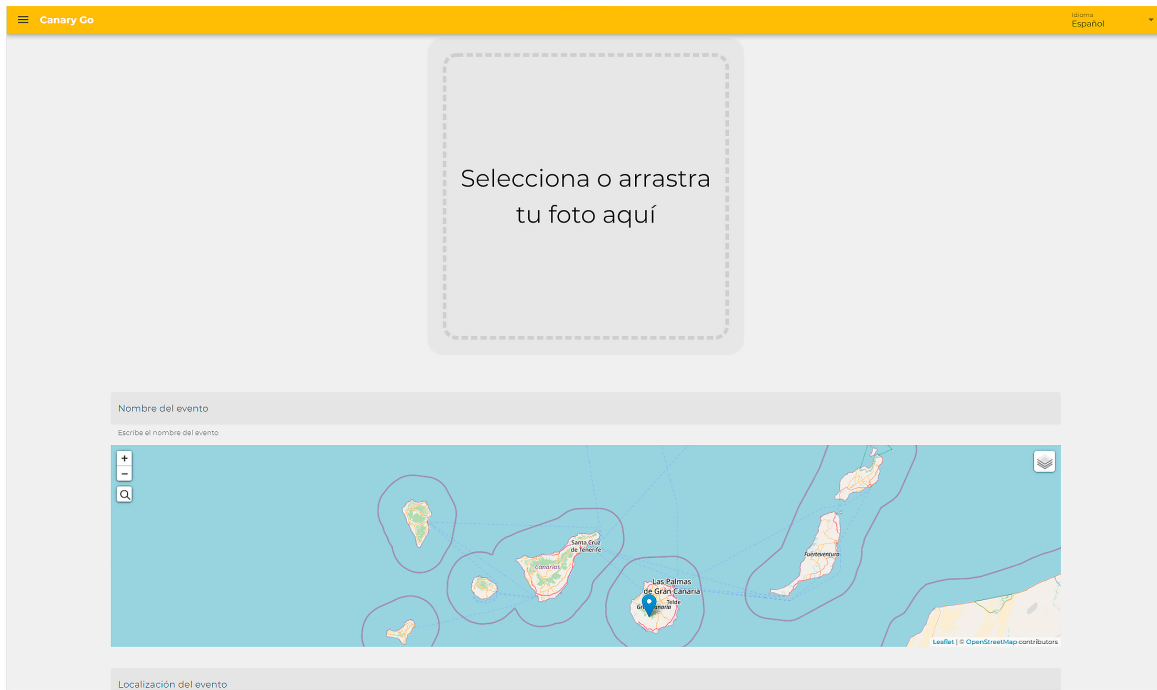 Canary Go
Idioma
Español
Selecciona o arrastra
tu foto aquí
Nombre del evento
Escribe el nombre del evento
+
−
Santa Cruz
de Tenerife
Canarias
Fuerteventura
Las Palmas
de Gran Canaria
Telde
Leaflet | © OpenStreetMap contributors
Localización del evento